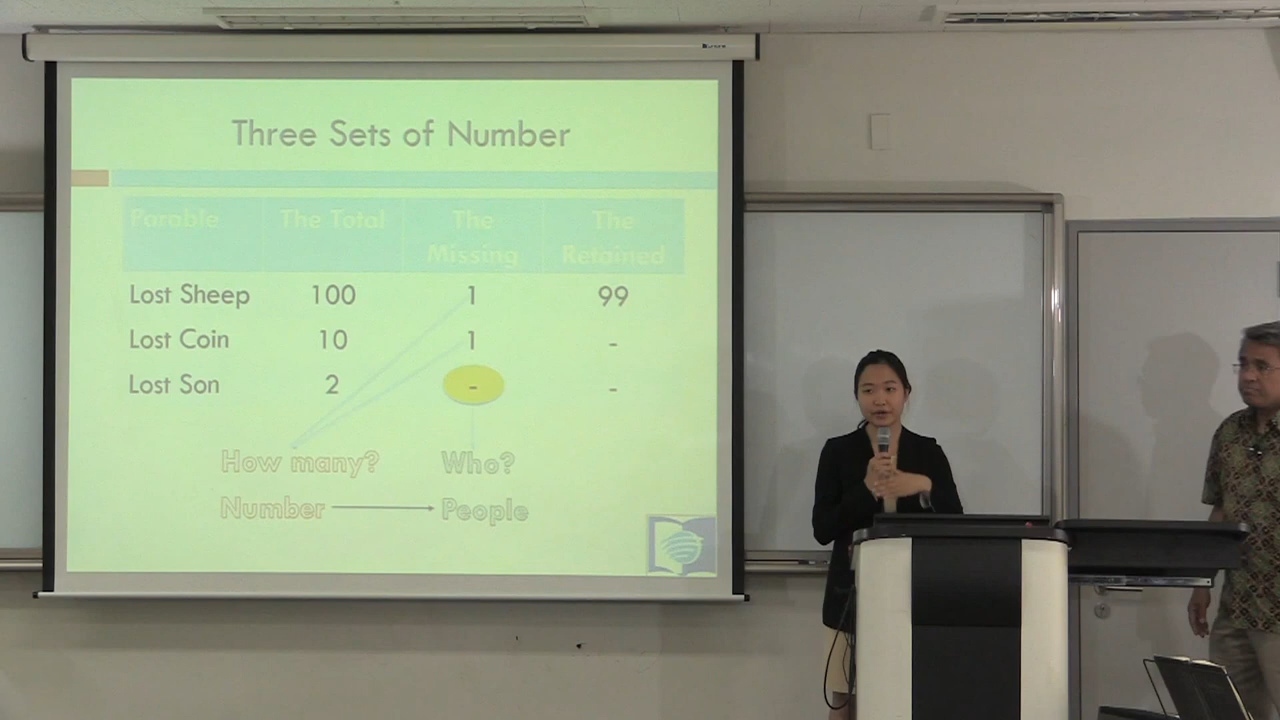 Three Sets of Number
Parable The Total The Missing The Retained
Lost Sheep 100 1 99
Lost Coin 10 1 -
Lost Son 2 - -
How many? Who?
Number People